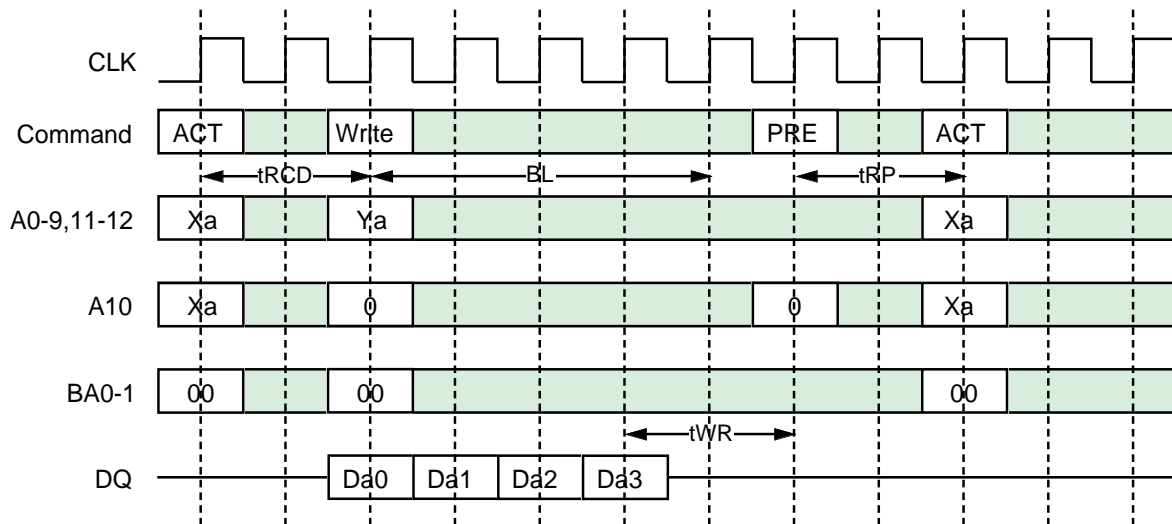 CLK
Command ACT Write PRE ACT
tRCD BL tRP
A0-9,11-12 Xa Ya Xa
A10 Xa 0 0 Xa
BA0-1 00 00 00
tWR
DQ Da0 Da1 Da2 Da3